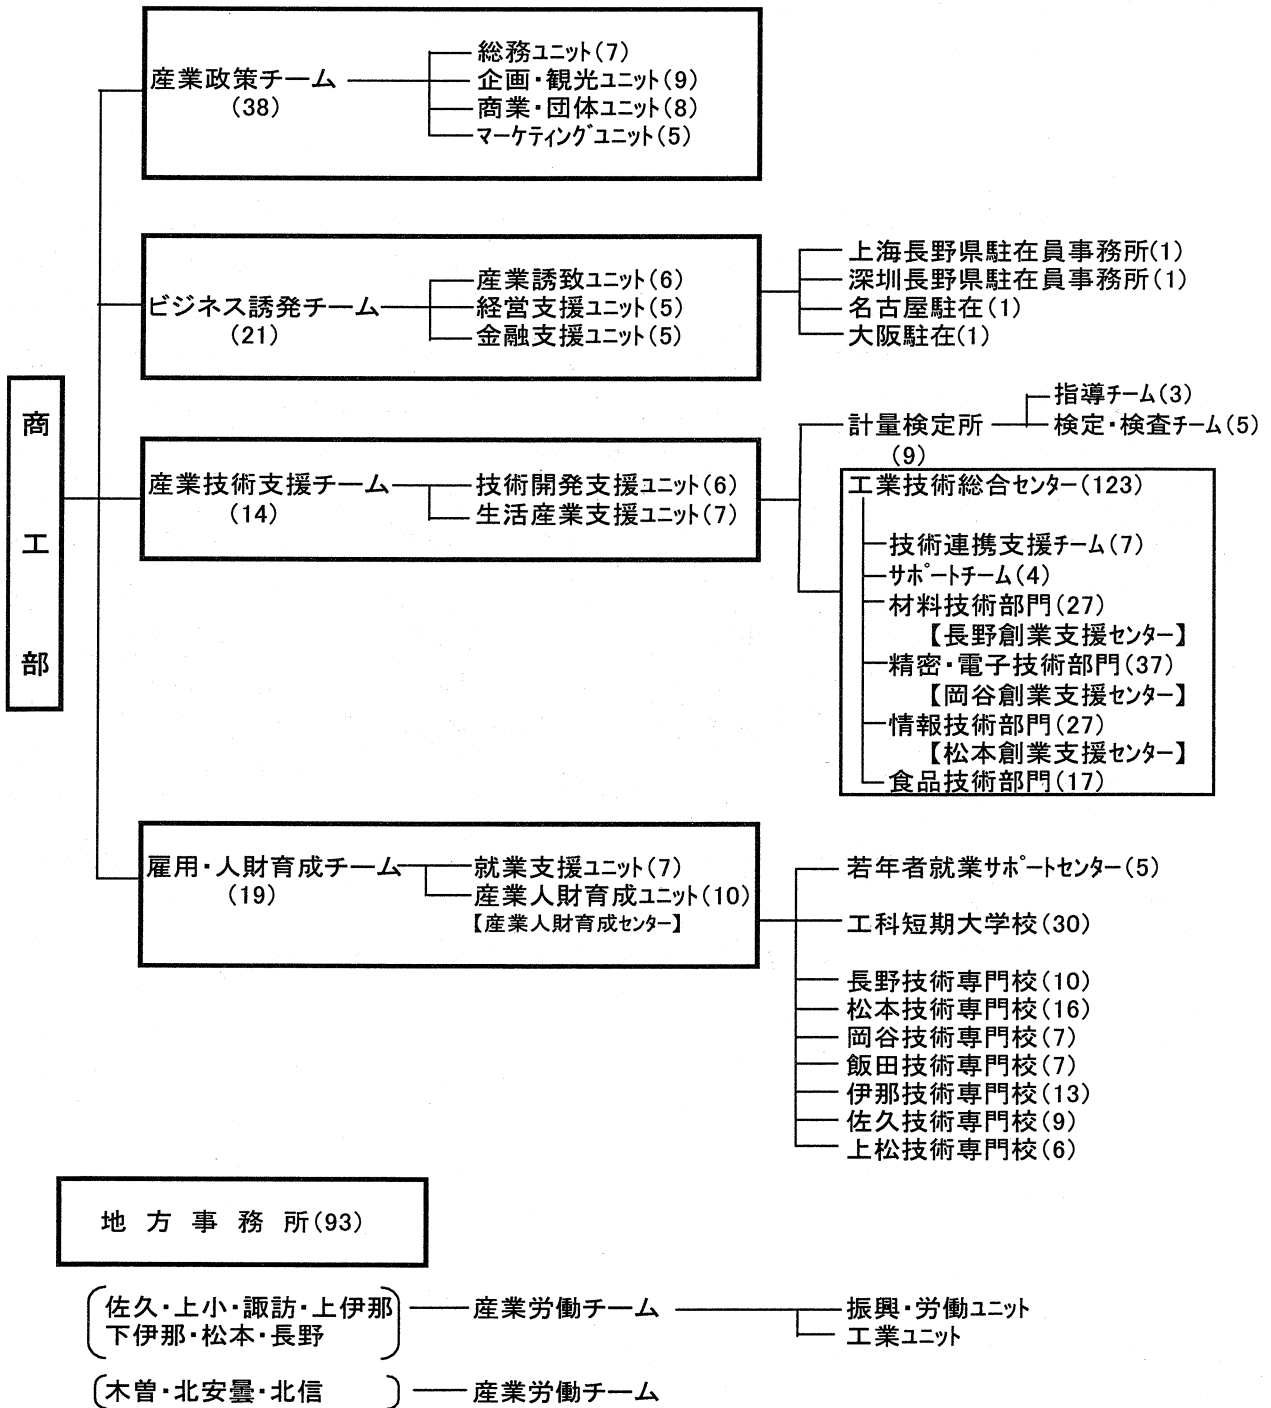 商工部
産業政策チーム
(38)
総務ユニット(7)
企画・観光ユニット(9)
商業・団体ユニット(8)
マーケティングユニット(5)
ビジネス誘発チーム
(21)
産業誘致ユニット(6)
経営支援ユニット(5)
金融支援ユニット(5)
上海長野県駐在員事務所(1)
深圳長野県駐在員事務所(1)
名古屋駐在(1)
大阪駐在(1)
産業技術支援チーム
(14)
技術開発支援ユニット(6)
生活産業支援ユニット(7)
計量検定所
(9)
指導チーム(3)
検定・検査チーム(5)
工業技術総合センター(123)
技術連携支援チーム(7)
サポートチーム(4)
材料技術部門(27)
【長野創業支援センター】
精密・電子技術部門(37)
【岡谷創業支援センター】
情報技術部門(27)
【松本創業支援センター】
食品技術部門(17)
雇用・人財育成チーム
(19)
就業支援ユニット(7)
産業人財育成ユニット(10)
【産業人財育成センター】
若年者就業サポートセンター(5)
工科短期大学校(30)
長野技術専門校(10)
松本技術専門校(16)
岡谷技術専門校(7)
飯田技術専門校(7)
伊那技術専門校(13)
佐久技術専門校(9)
上松技術専門校(6)
地方事務所(93)
佐久・上小・諏訪・上伊那
下伊那・松本・長野
産業労働チーム
振興・労働ユニット
工業ユニット
木曽・北安曇・北信
産業労働チーム